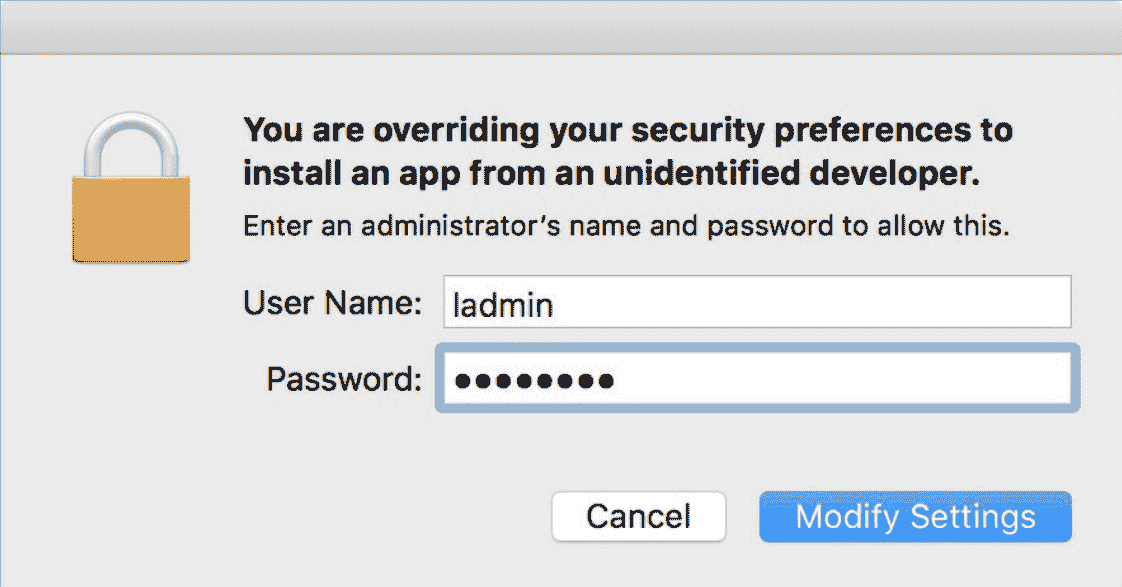 You are overriding your security preferences to
install an app from an unidentified developer.
Enter an administrator's name and password to allow this.
User Name: ladmin
Password: ••••••••
Cancel Modify Settings